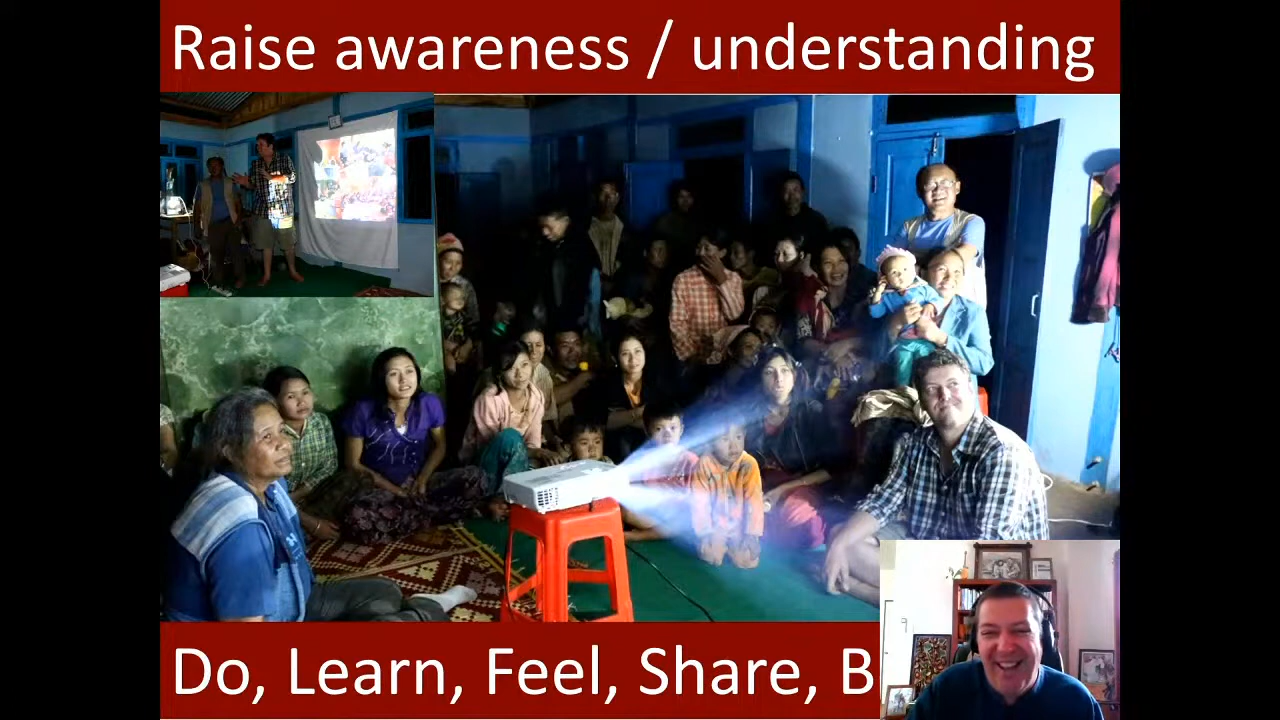 Raise awareness / understanding
Do, Learn, Feel, Share, B